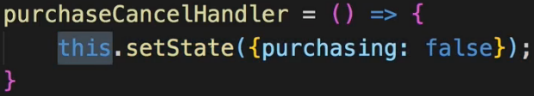 purchaseCancelHandler = () => {
    this.setState({purchasing: false});
}